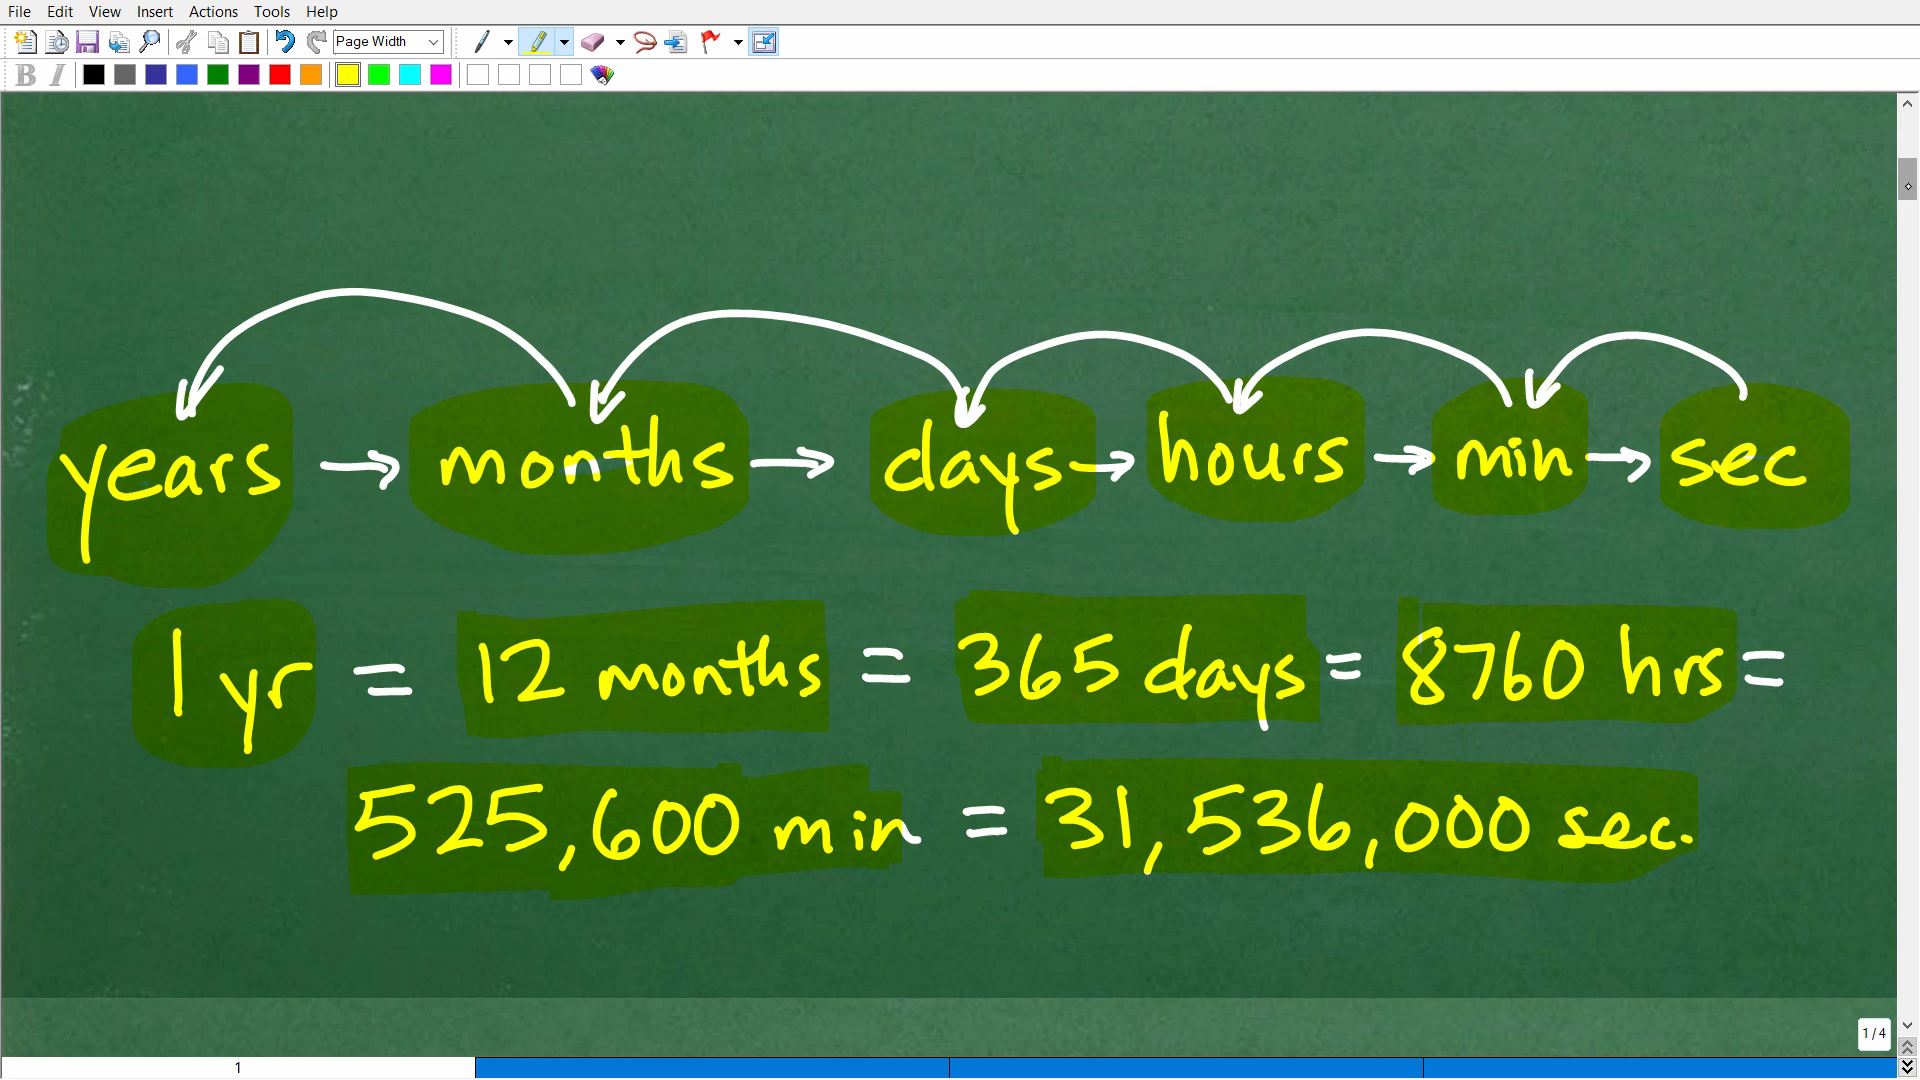 File Edit View Insert Actions Tools Help
Page Width
B I
years → months → days → hours → min → sec
1 yr = 12 months = 365 days = 8760 hrs =
525,600 min = 31,536,000 sec.
1 / 4
1